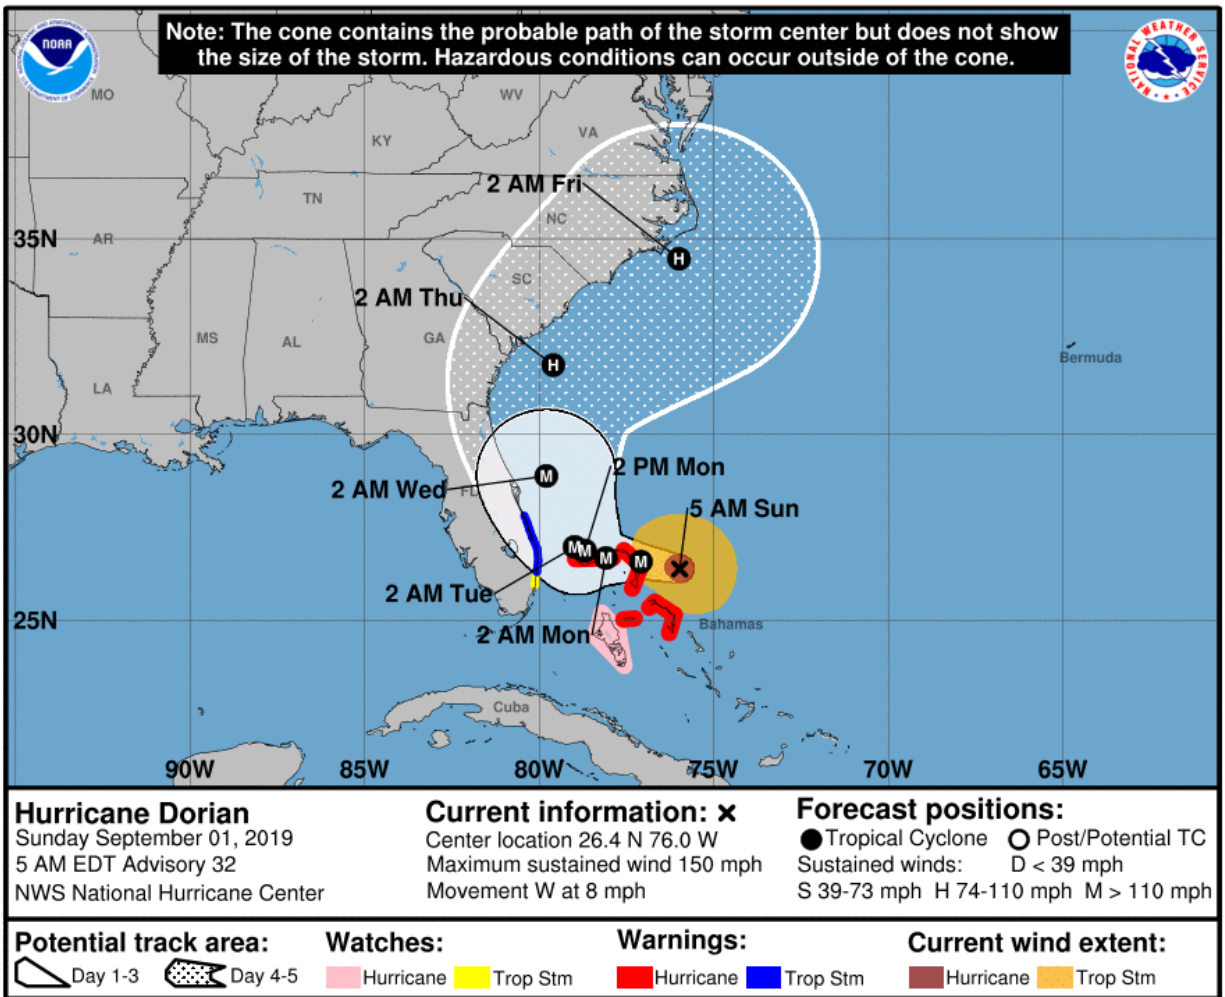 Note: The cone contains the probable path of the storm center but does not show
the size of the storm. Hazardous conditions can occur outside of the cone.
NOAA
NATIONAL WEATHER SERVICE
MO
WV
KY
VA
2 AM Fri
TN
NC
35N
AR
SC
2 AM Thu
MS
AL
GA
Bermuda
LA
H
H
30N
2 PM Mon
M
2 AM Wed
FL
5 AM Sun
M
M
M
M
2 AM Tue
25N
2 AM Mon
Bahamas
Cuba
90W
85W
80W
75W
70W
65W
Hurricane Dorian
Sunday September 01, 2019
5 AM EDT Advisory 32
NWS National Hurricane Center
Current information: ×
Center location 26.4 N 76.0 W
Maximum sustained wind 150 mph
Movement W at 8 mph
Forecast positions:
Tropical Cyclone
Post/Potential TC
Sustained winds: D < 39 mph
S 39-73 mph H 74-110 mph M > 110 mph
Potential track area:
Day 1-3
Day 4-5
Watches:
Hurricane
Trop Stm
Warnings:
Hurricane
Trop Stm
Current wind extent:
Hurricane
Trop Stm